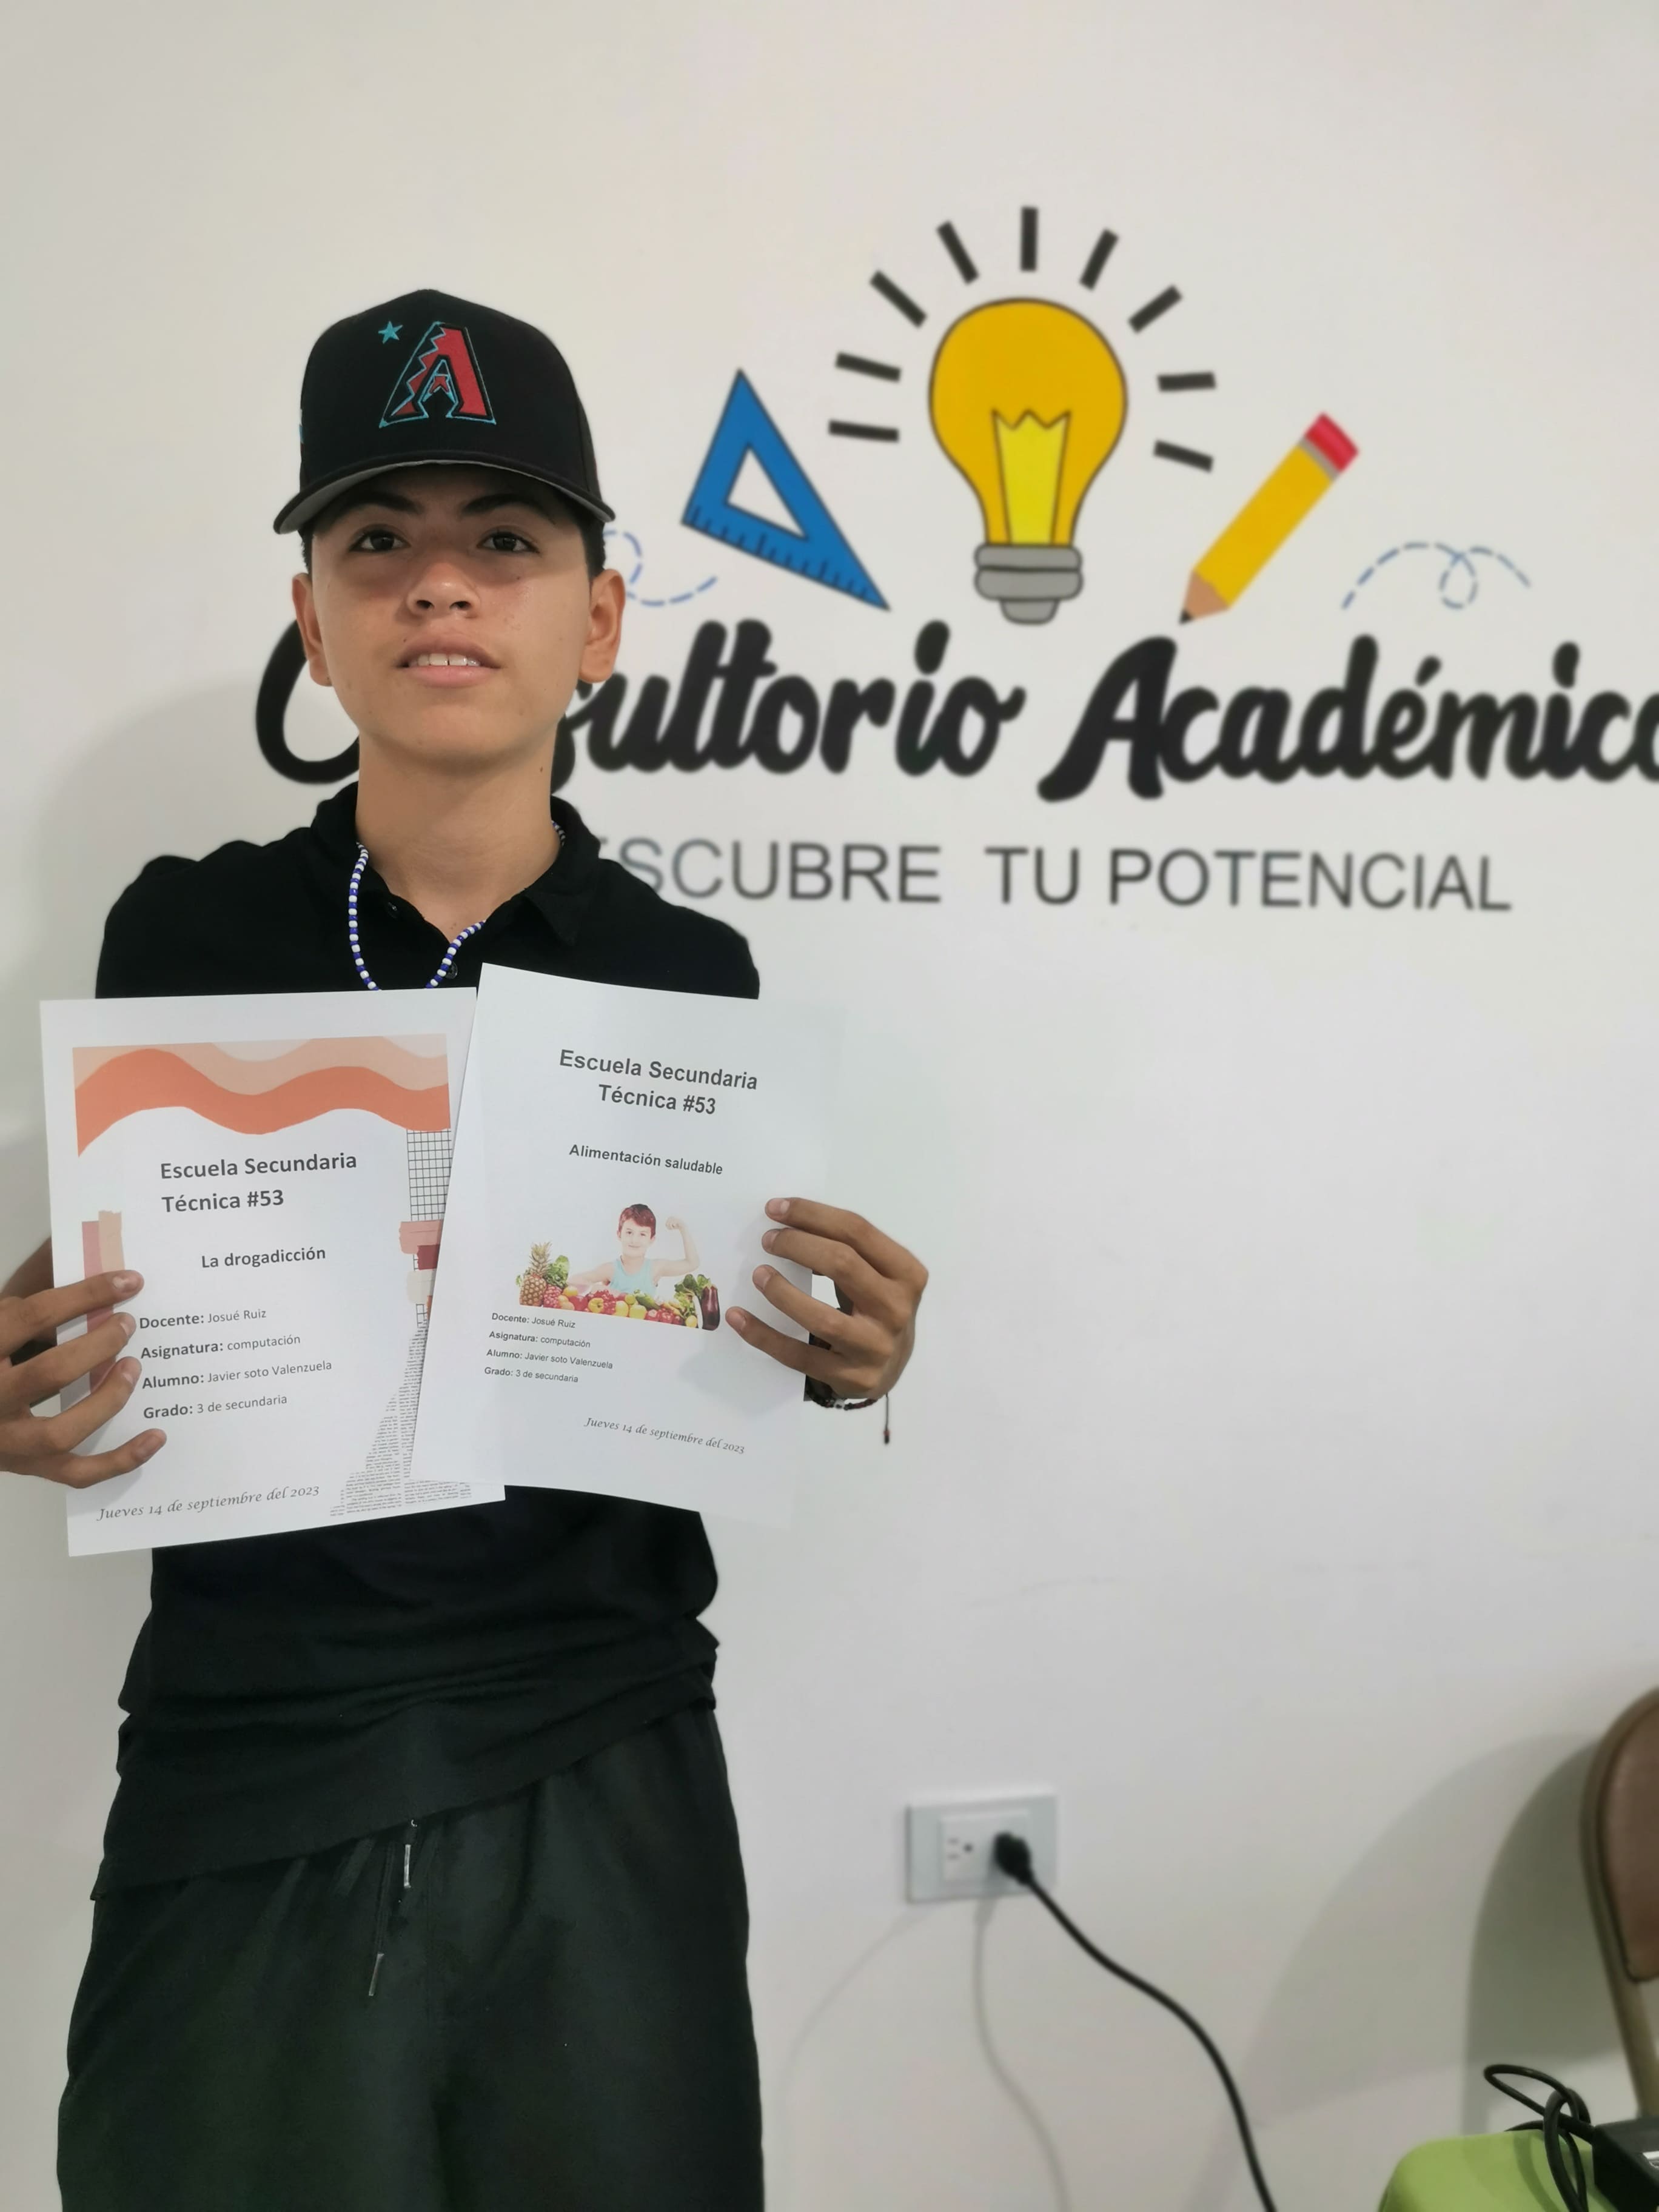 A
Académico
TU POTENCIAL
Escuela Secundaria
Técnica #53
La drogadicción
Docente: Josué Ruiz
Asignatura: computación
Alumno: Javier soto Valenzuela
Grado: 3 de secundaria
Jueves 14 de septiembre del 2023
Escuela Secundaria
Técnica #53
Alimentación saludable
Docente: Josué Ruiz
Asignatura: computación
Alumno: Javier soto Valenzuela
Grado: 3 de secundaria
Jueves 14 de septiembre del 2023